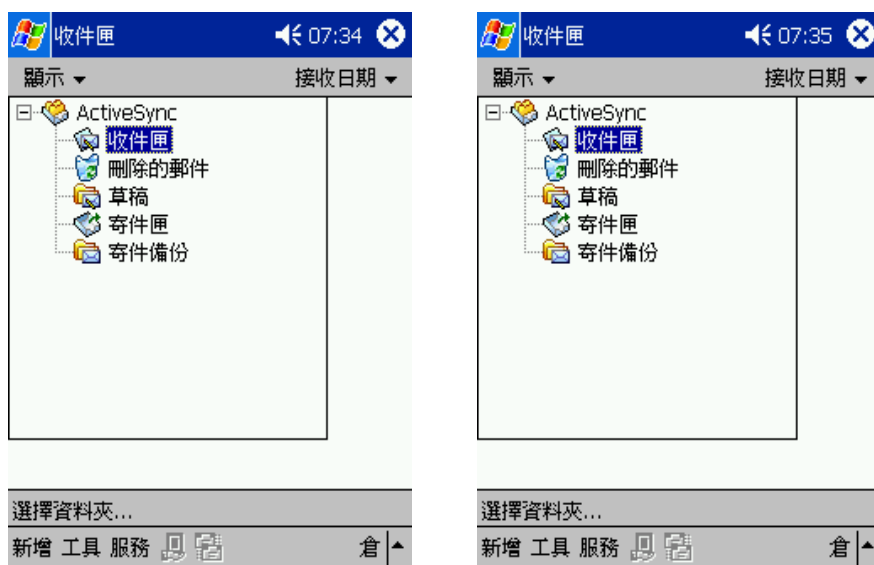 收件匣 07:34
顯示 接收日期
ActiveSync
收件匣
刪除的郵件
草稿
寄件匣
寄件備份
選擇資料夾...
新增 工具 服務 倉
收件匣 07:35
顯示 接收日期
ActiveSync
收件匣
刪除的郵件
草稿
寄件匣
寄件備份
選擇資料夾...
新增 工具 服務 倉